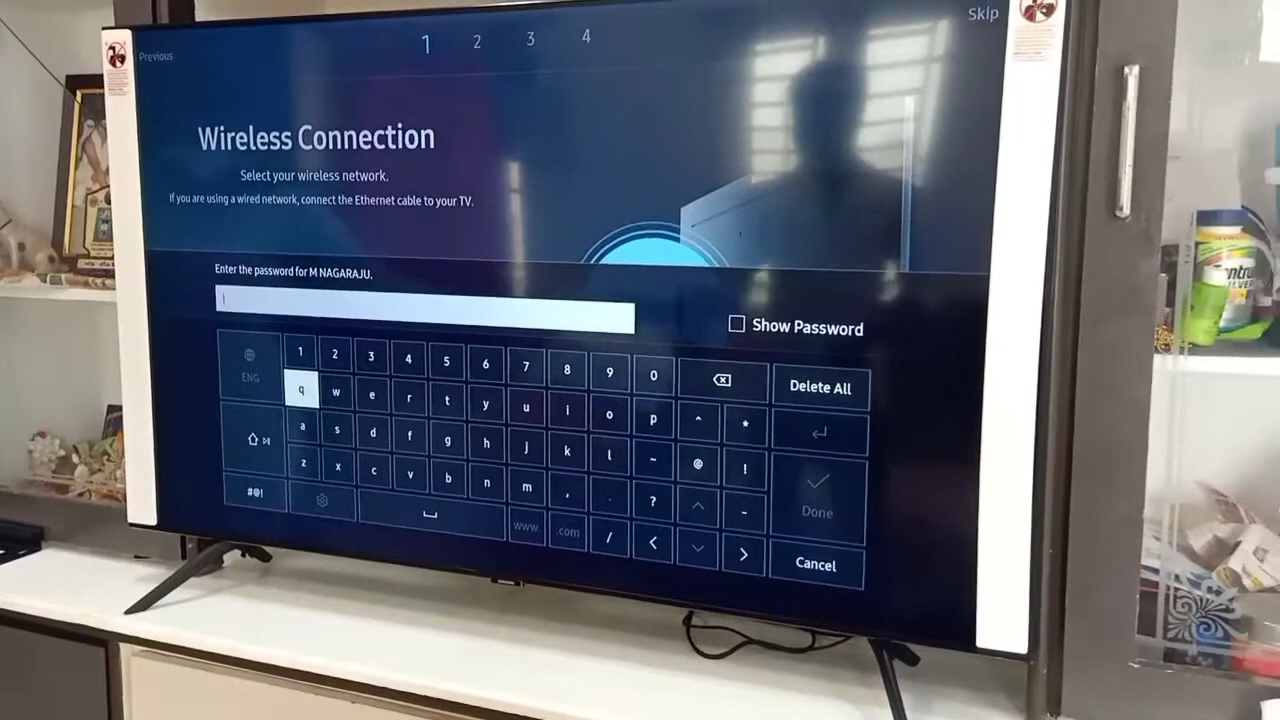 Previous
1 2 3 4
Skip
Wireless Connection
Select your wireless network.
If you are using a wired network, connect the Ethernet cable to your TV.
Enter the password for M NAGARAJU.
Show Password
ENG
1 2 3 4 5 6 7 8 9 0
Delete All
q w e r t y u i o p ^ *
a s d f g h j k l ~ @ !
z x c v b n m , . ? -
Done
#@!
www. .com / < >
Cancel